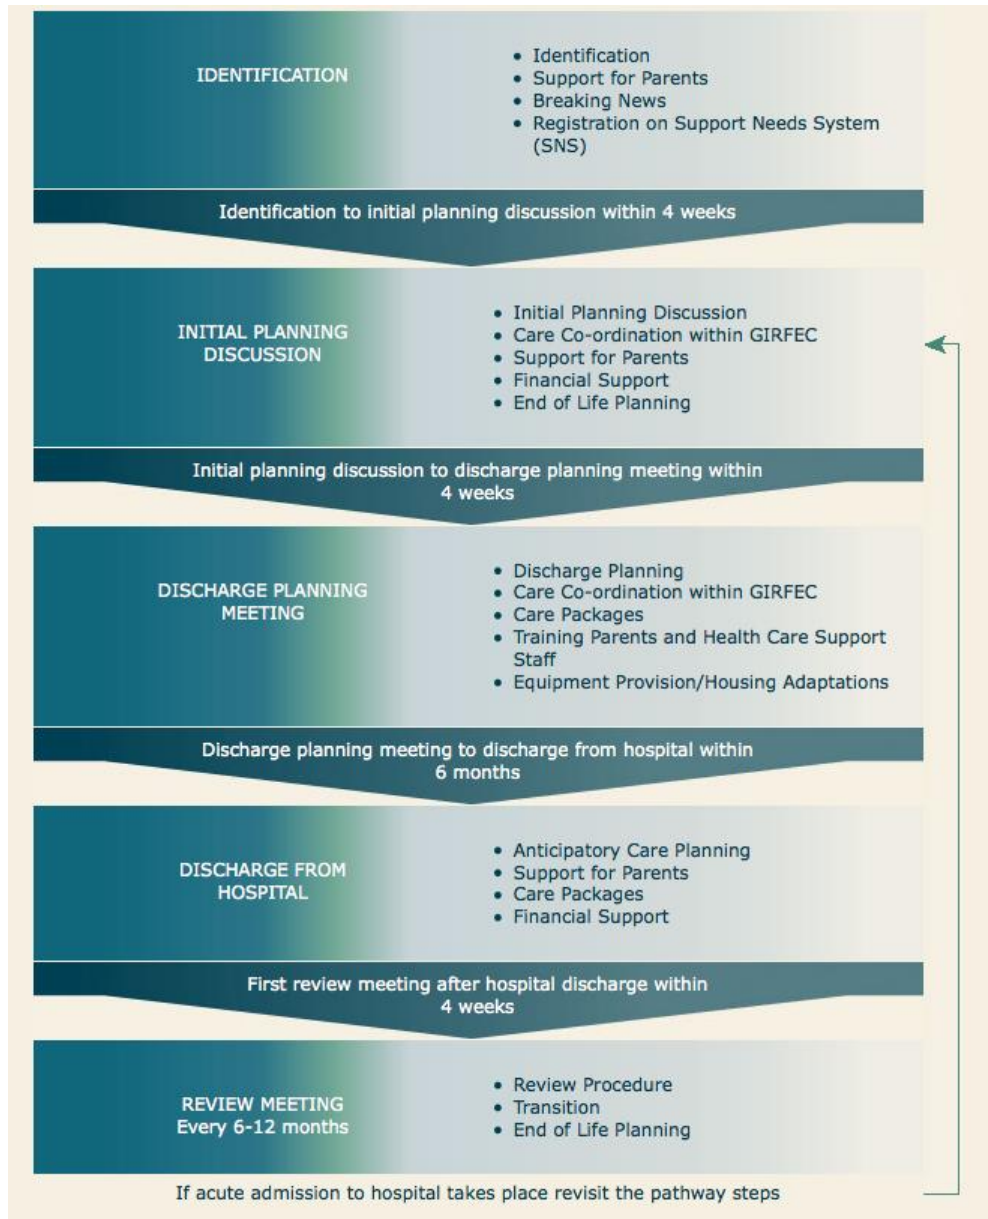 IDENTIFICATION
• Identification
• Support for Parents
• Breaking News
• Registration on Support Needs System
(SNS)
Identification to initial planning discussion within 4 weeks
INITIAL PLANNING
DISCUSSION
• Initial Planning Discussion
• Care Co-ordination within GIRFEC
• Support for Parents
• Financial Support
• End of Life Planning
Initial planning discussion to discharge planning meeting within
4 weeks
DISCHARGE PLANNING
MEETING
• Discharge Planning
• Care Co-ordination within GIRFEC
• Care Packages
• Training Parents and Health Care Support
Staff
• Equipment Provision/Housing Adaptations
Discharge planning meeting to discharge from hospital within
6 months
DISCHARGE FROM
HOSPITAL
• Anticipatory Care Planning
• Support for Parents
• Care Packages
• Financial Support
First review meeting after hospital discharge within
4 weeks
REVIEW MEETING
Every 6-12 months
• Review Procedure
• Transition
• End of Life Planning
If acute admission to hospital takes place revisit the pathway steps